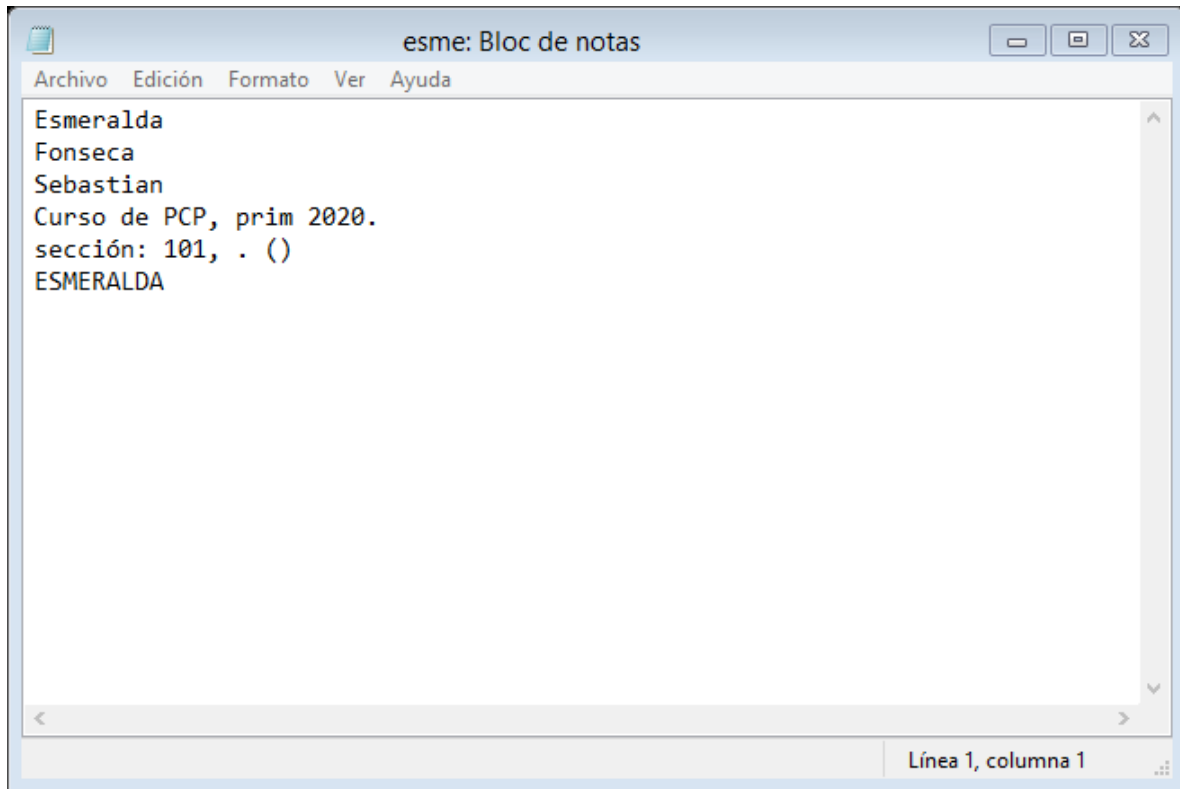 esme: Bloc de notas
Archivo Edición Formato Ver Ayuda
Esmeralda
Fonseca
Sebastian
Curso de PCP, prim 2020.
sección: 101, . ()
ESMERALDA
Línea 1, columna 1